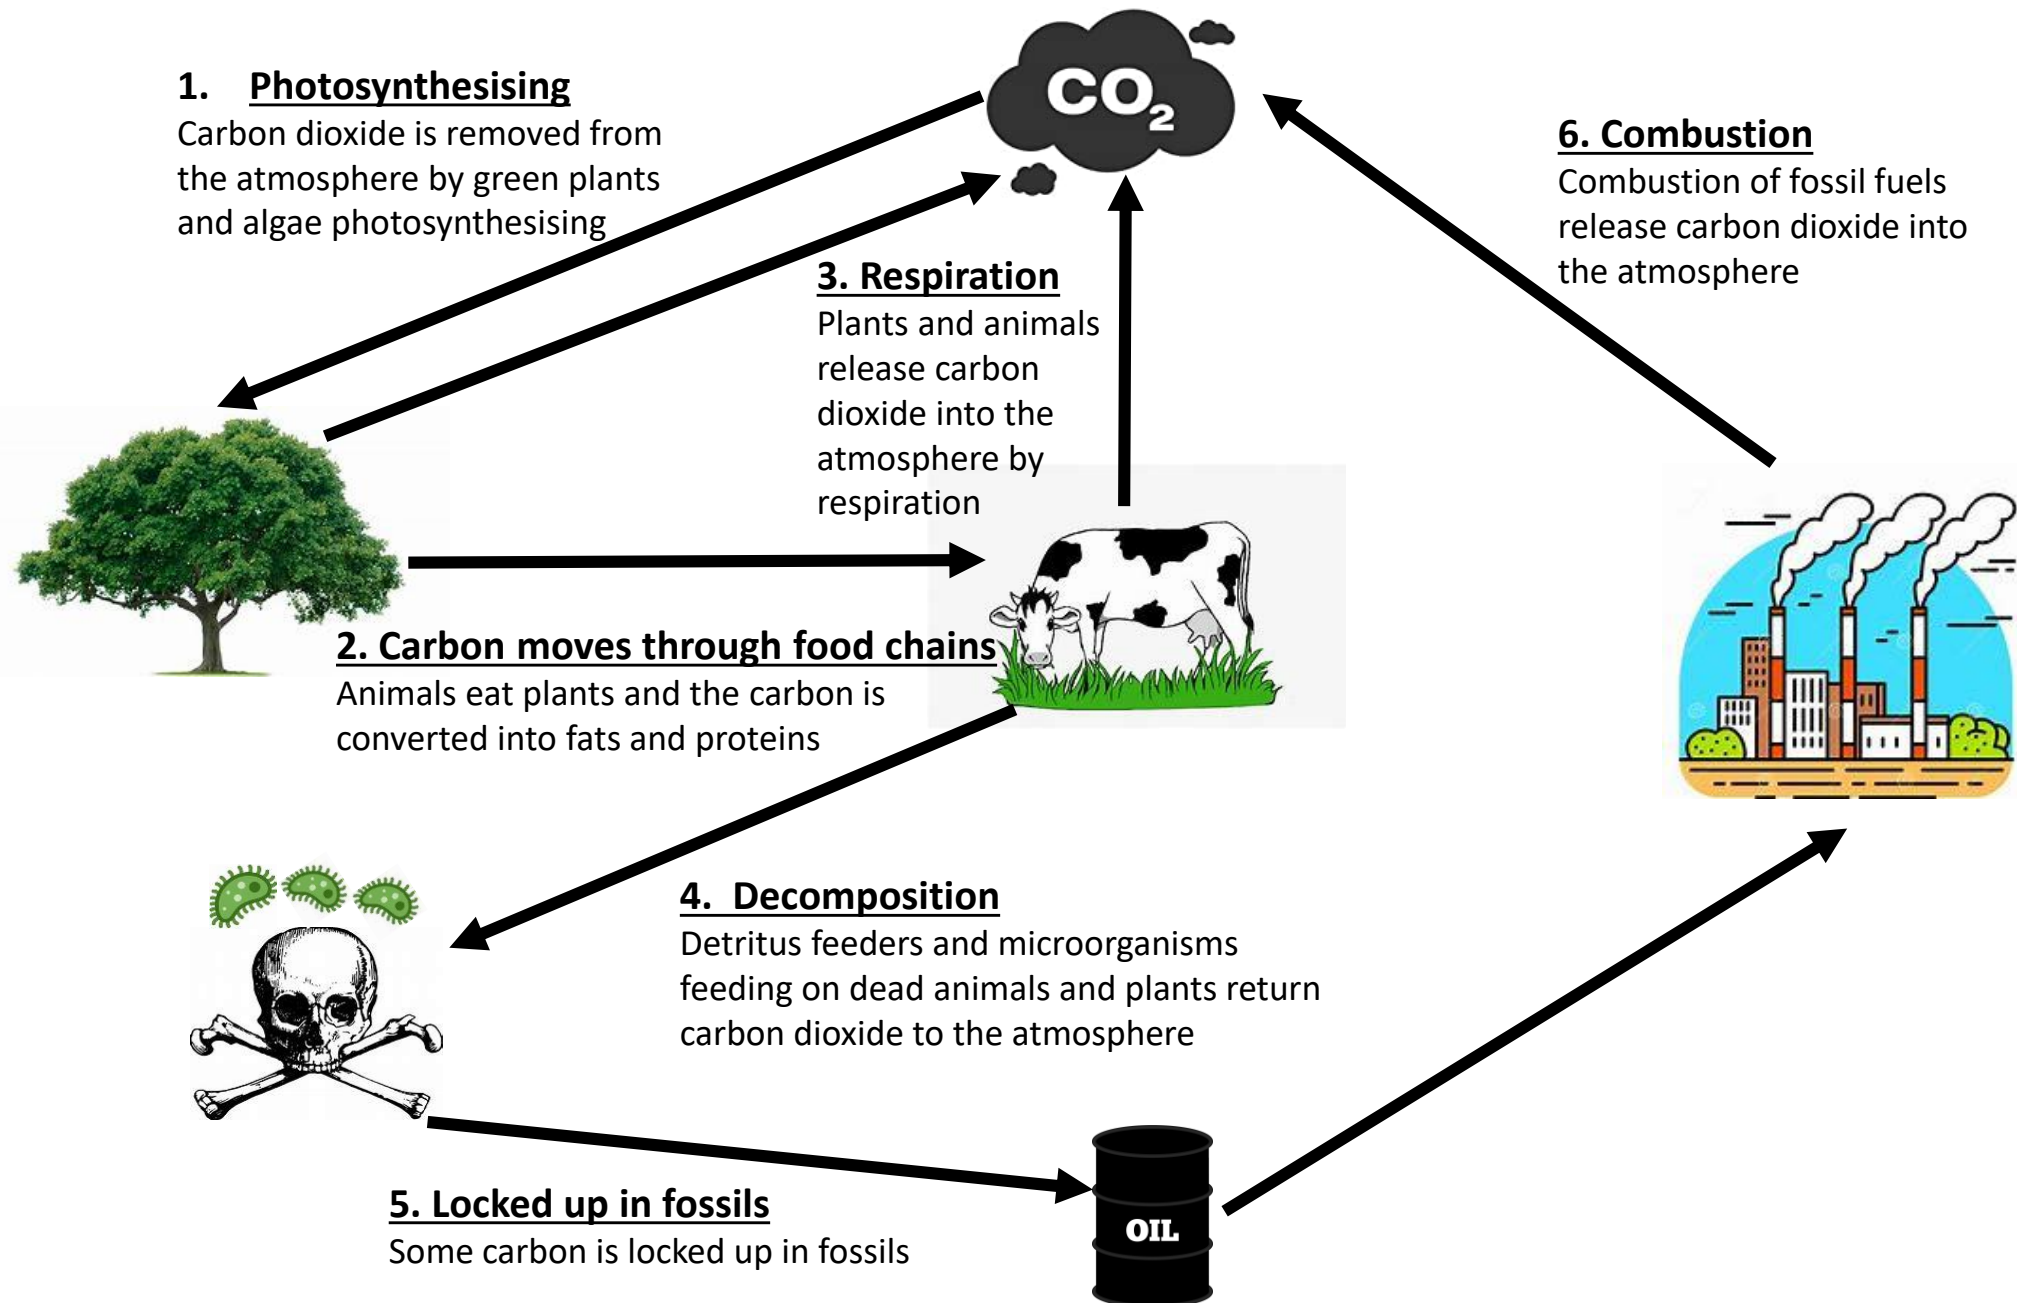 CO2
1. Photosynthesising
Carbon dioxide is removed from
the atmosphere by green plants
and algae photosynthesising
6. Combustion
Combustion of fossil fuels
release carbon dioxide into
the atmosphere
3. Respiration
Plants and animals
release carbon
dioxide into the
atmosphere by
respiration
2. Carbon moves through food chains
Animals eat plants and the carbon is
converted into fats and proteins
4. Decomposition
Detritus feeders and microorganisms
feeding on dead animals and plants return
carbon dioxide to the atmosphere
5. Locked up in fossils
Some carbon is locked up in fossils
OIL